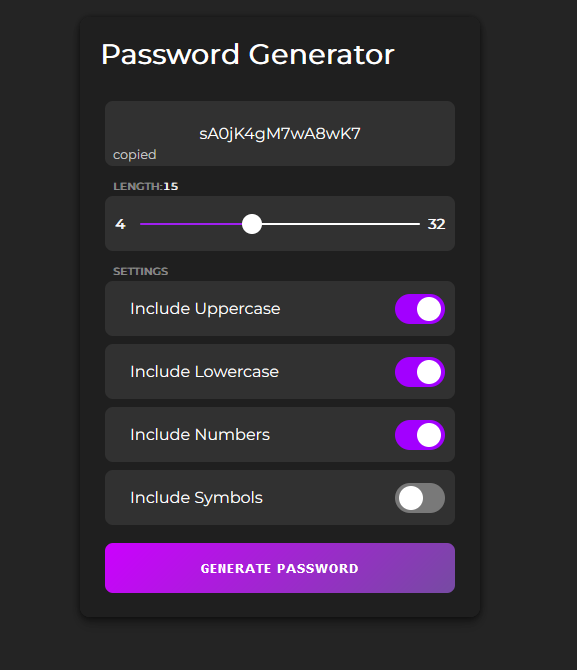 Password Generator
sA0jK4gM7wA8wK7
copied
LENGTH:15
4 32
SETTINGS
Include Uppercase
Include Lowercase
Include Numbers
Include Symbols
GENERATE PASSWORD